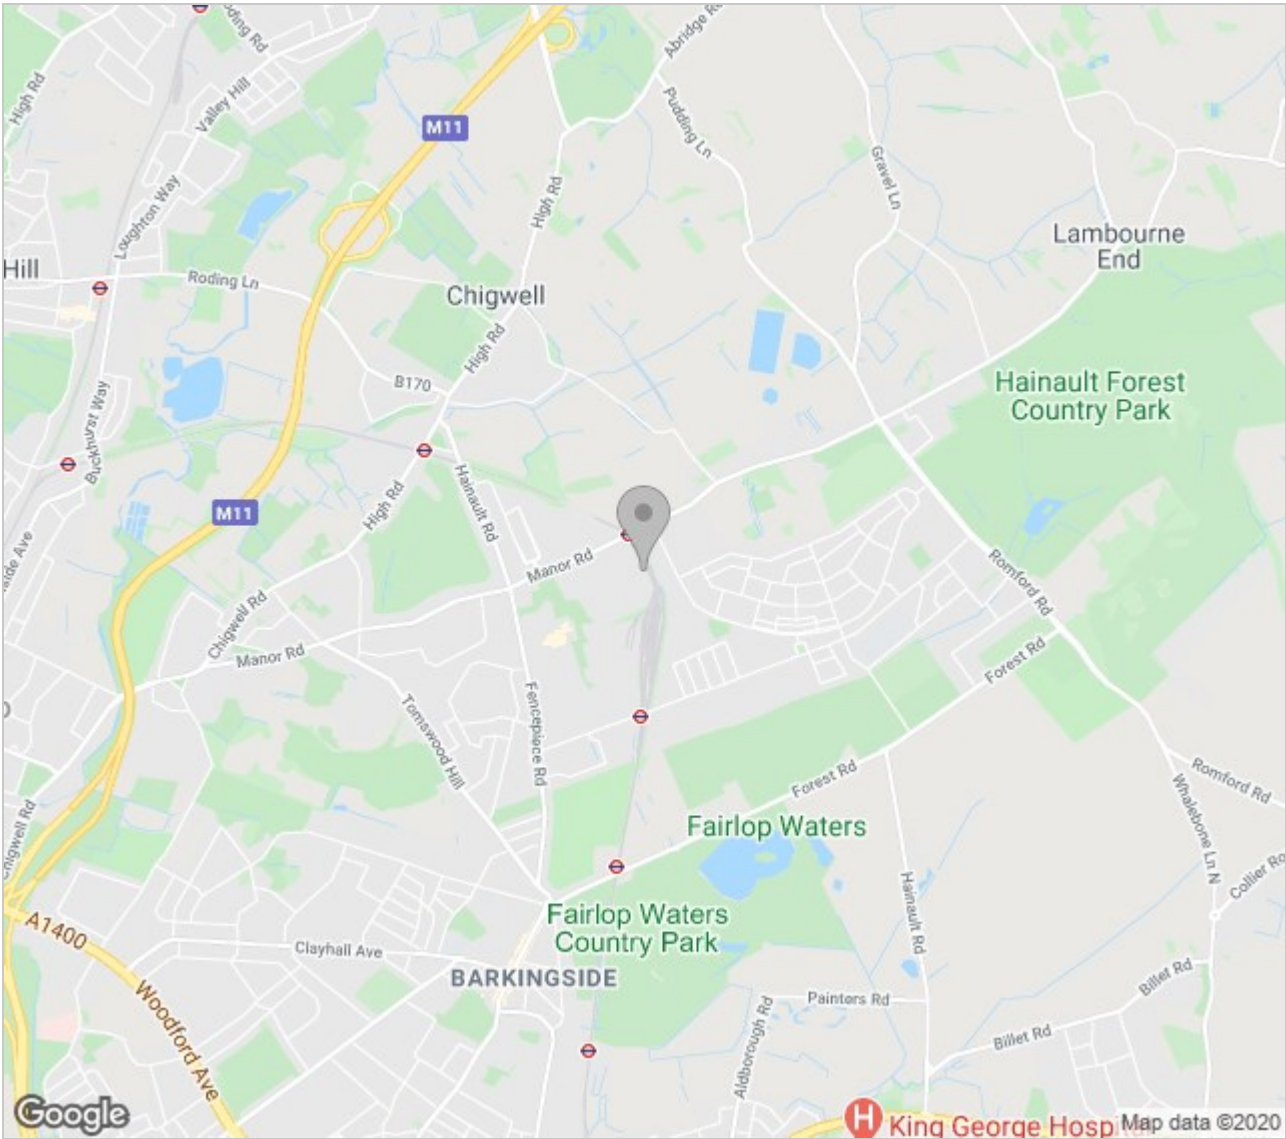 oding Rd
Abridge Rd
High Rd
Valley Hill
Pudding Ln
M11
Gravel Ln
Loughton Way
High Rd
Lambourne
End
Hill
Roding Ln
Chigwell
High Rd
B170
Hainault Forest
Country Park
Buckhurst Way
Hainault Rd
High Rd
M11
Manor Rd
Romford Rd
Chigwell Rd
Manor Rd
Forest Rd
Tomswood Hill
Fencepiece Rd
Forest Rd
Romford Rd
Whalebone Ln N
Chigwell Rd
Fairlop Waters
Collier Ro
Hainault Rd
A1400
Fairlop Waters
Country Park
Clayhall Ave
BARKINGSIDE
Billet Rd
Woodford Ave
Painters Rd
Aldborough Rd
Billet Rd
Google
H
King George Hospital
Map data ©2020